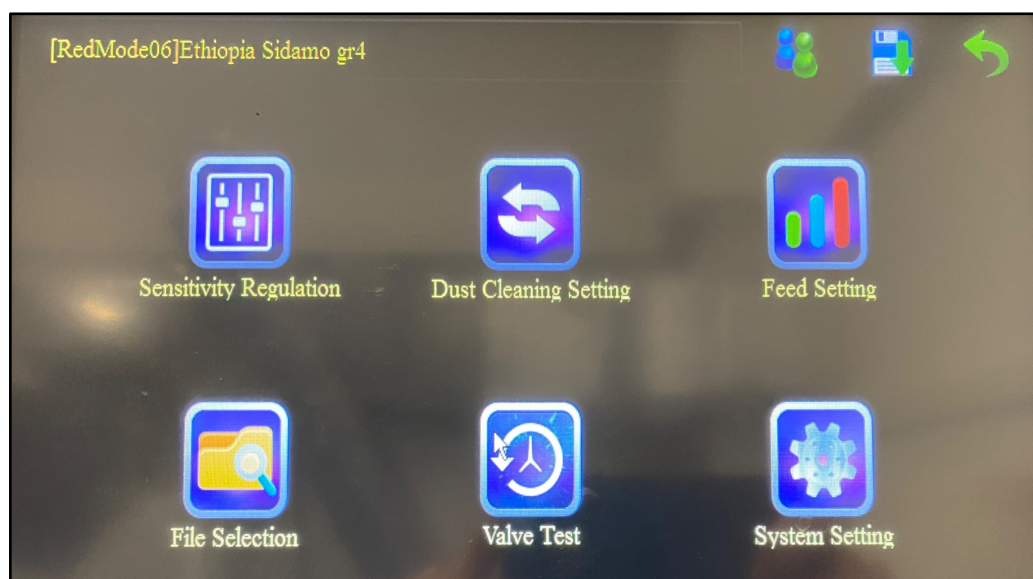 [RedMode06]Ethiopia Sidamo gr4
Sensitivity Regulation
Dust Cleaning Setting
Feed Setting
File Selection
Valve Test
System Setting